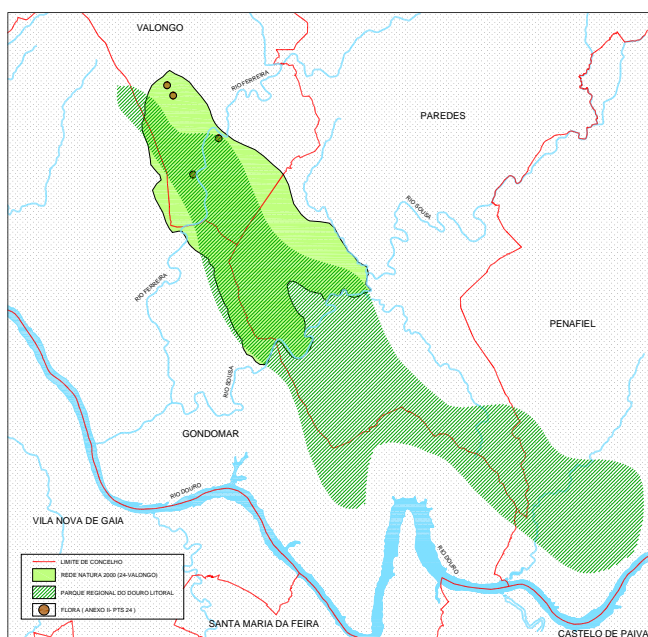 VALONGO
RIO FERREIRA
PAREDES
RIO SOUSA
RIO FERREIRA
PENAFIEL
RIO SOUSA
GONDOMAR
RIO DOURO
VILA NOVA DE GAIA
RIO DOURO
LIMITE DE CONCELHO
REDE NATURA 2000 (24-VALONGO)
PARQUE REGIONAL DO DOURO LITORAL
FLORA ( ANEXO II- PTS 24 )
SANTA MARIA DA FEIRA
CASTELO DE PAIVA